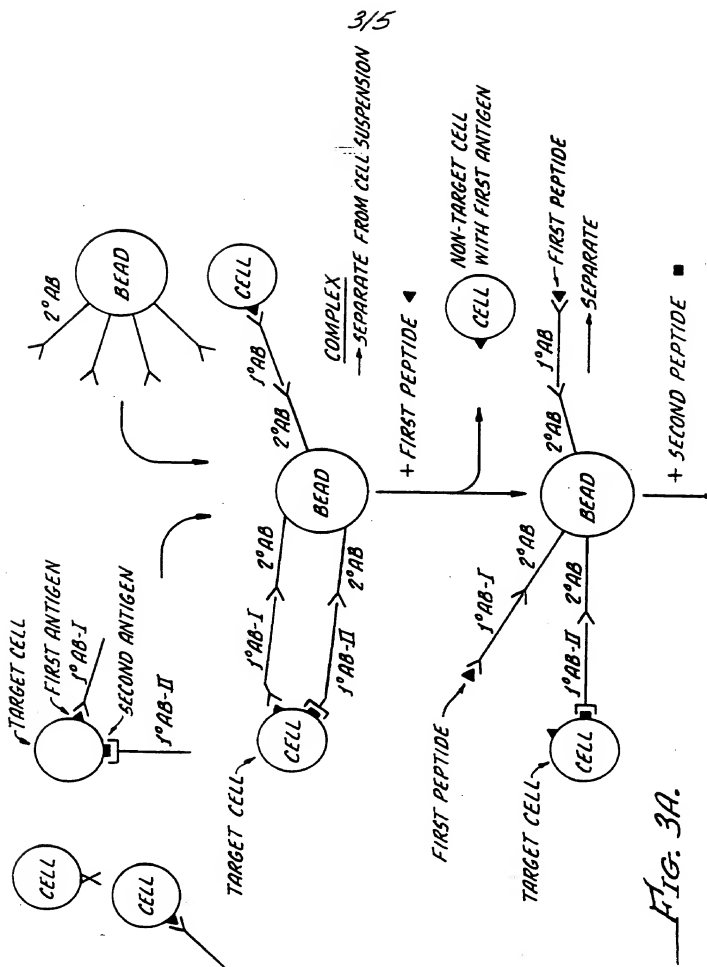 3/5
CELL
CELL
TARGET CELL
FIRST ANTIGEN
1°AB-I
SECOND ANTIGEN
1°AB-II
2°AB
BEAD
TARGET CELL
CELL
1°AB-I
2°AB
1°AB-II
2°AB
BEAD
2°AB
1°AB
CELL
COMPLEX
→ SEPARATE FROM CELL SUSPENSION
+ FIRST PEPTIDE ▲
CELL
NON-TARGET CELL
WITH FIRST ANTIGEN
FIRST PEPTIDE
1°AB-I
2°AB
TARGET CELL
CELL
1°AB-II
2°AB
BEAD
2°AB
1°AB
FIRST PEPTIDE
→ SEPARATE
+ SECOND PEPTIDE ■
FIG. 3A.